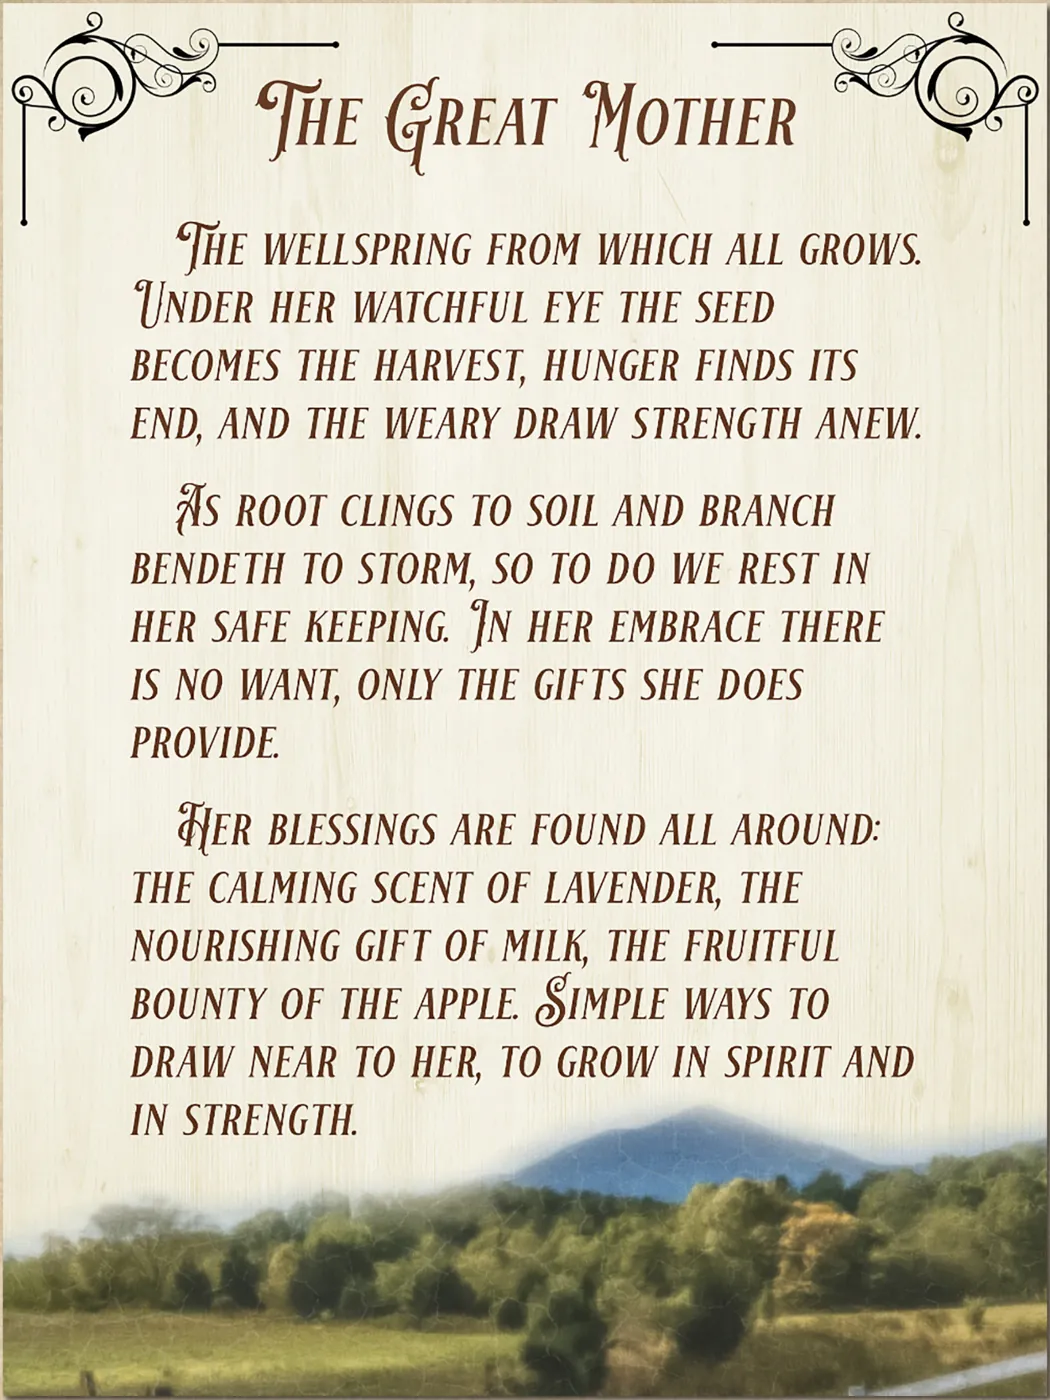 The Great Mother
The wellspring from which all grows.
Under her watchful eye the seed
becomes the harvest, hunger finds its
end, and the weary draw strength anew.
As root clings to soil and branch
bendeth to storm, so to do we rest in
her safe keeping. In her embrace there
is no want, only the gifts she does
provide.
Her blessings are found all around:
the calming scent of lavender, the
nourishing gift of milk, the fruitful
bounty of the apple. Simple ways to
draw near to her, to grow in spirit and
in strength.